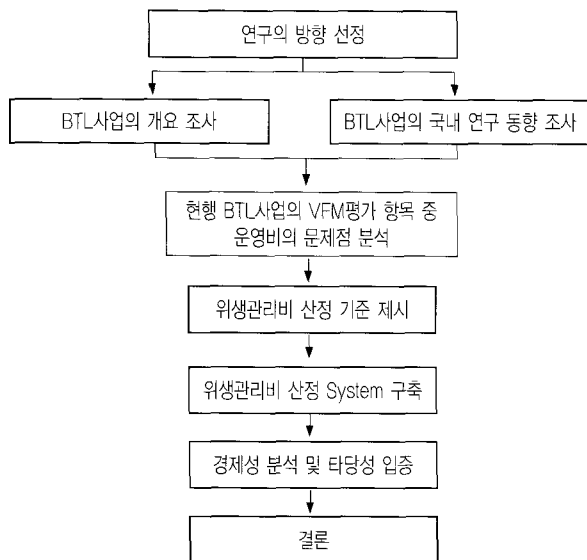 연구의 방향 선정
BTL사업의 개요 조사
BTL사업의 국내 연구 동향 조사
현행 BTL사업의 VFM평가 항목 중
운영비의 문제점 분석
위생관리비 산정 기준 제시
위생관리비 산정 System 구축
경제성 분석 및 타당성 입증
결론